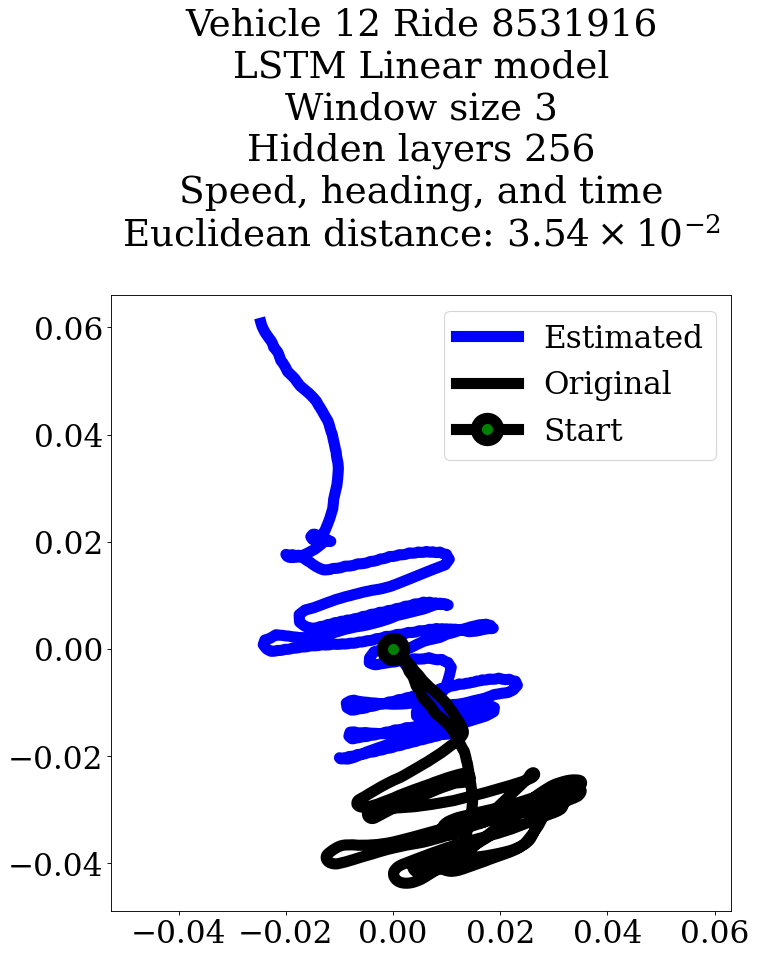 Vehicle 12 Ride 8531916
LSTM Linear model
Window size 3
Hidden layers 256
Speed, heading, and time
Euclidean distance: 3.54 × 10⁻²
Estimated
Original
Start
0.06
0.04
0.02
0.00
−0.02
−0.04
−0.04 −0.02 0.00 0.02 0.04 0.06